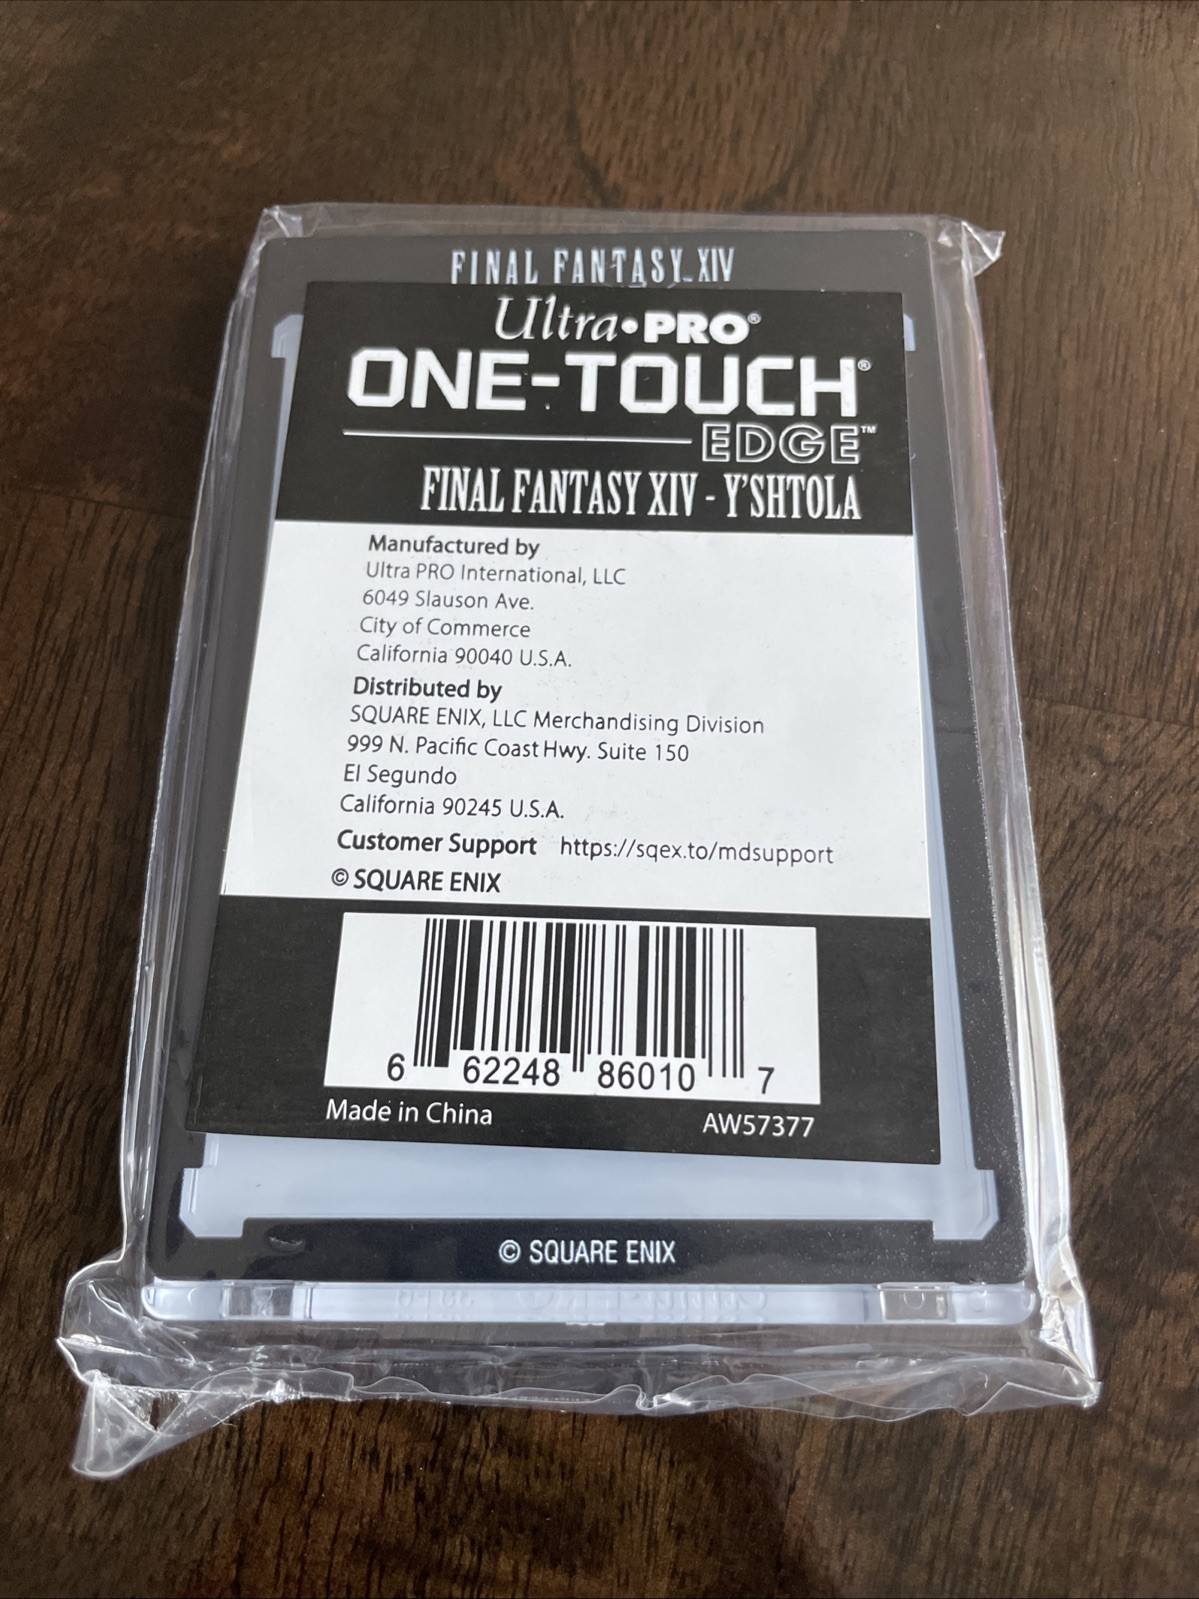 FINAL FANTASY XIV
Ultra•PRO®
ONE-TOUCH®
EDGE™
FINAL FANTASY XIV - Y'SHTOLA
Manufactured by
Ultra PRO International, LLC
6049 Slauson Ave.
City of Commerce
California 90040 U.S.A.
Distributed by
SQUARE ENIX, LLC Merchandising Division
999 N. Pacific Coast Hwy. Suite 150
El Segundo
California 90245 U.S.A.
Customer Support https://sqex.to/mdsupport
© SQUARE ENIX
6 62248 86010 7
Made in China AW57377
© SQUARE ENIX